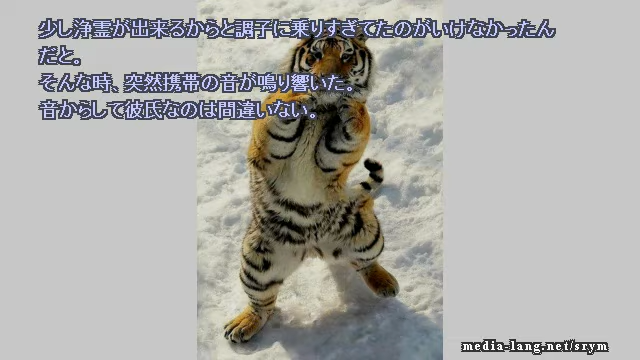 少し浄霊が出来るからと調子に乗りすぎてたのがいけなかったん
だと。
そんな時、突然携帯の音が鳴り響いた。
音からして彼氏なのは間違いない。
media-lang.net/srym